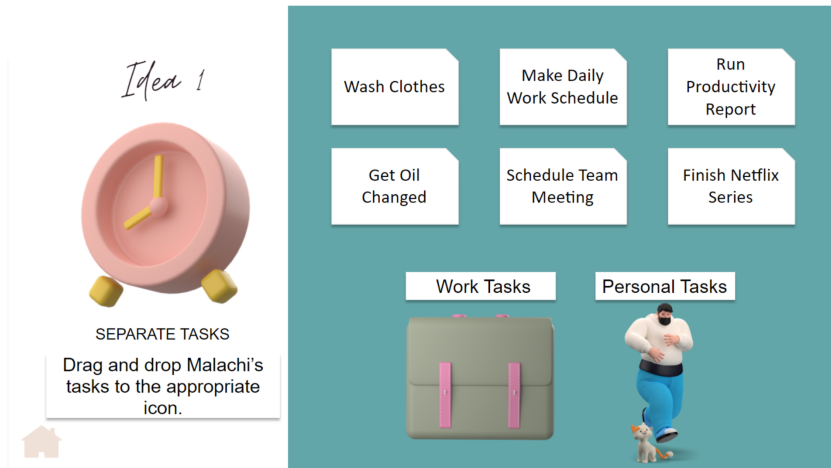 Idea 1
SEPARATE TASKS
Drag and drop Malachi's
tasks to the appropriate
icon.
Wash Clothes
Make Daily
Work Schedule
Run
Productivity
Report
Get Oil
Changed
Schedule Team
Meeting
Finish Netflix
Series
Work Tasks
Personal Tasks